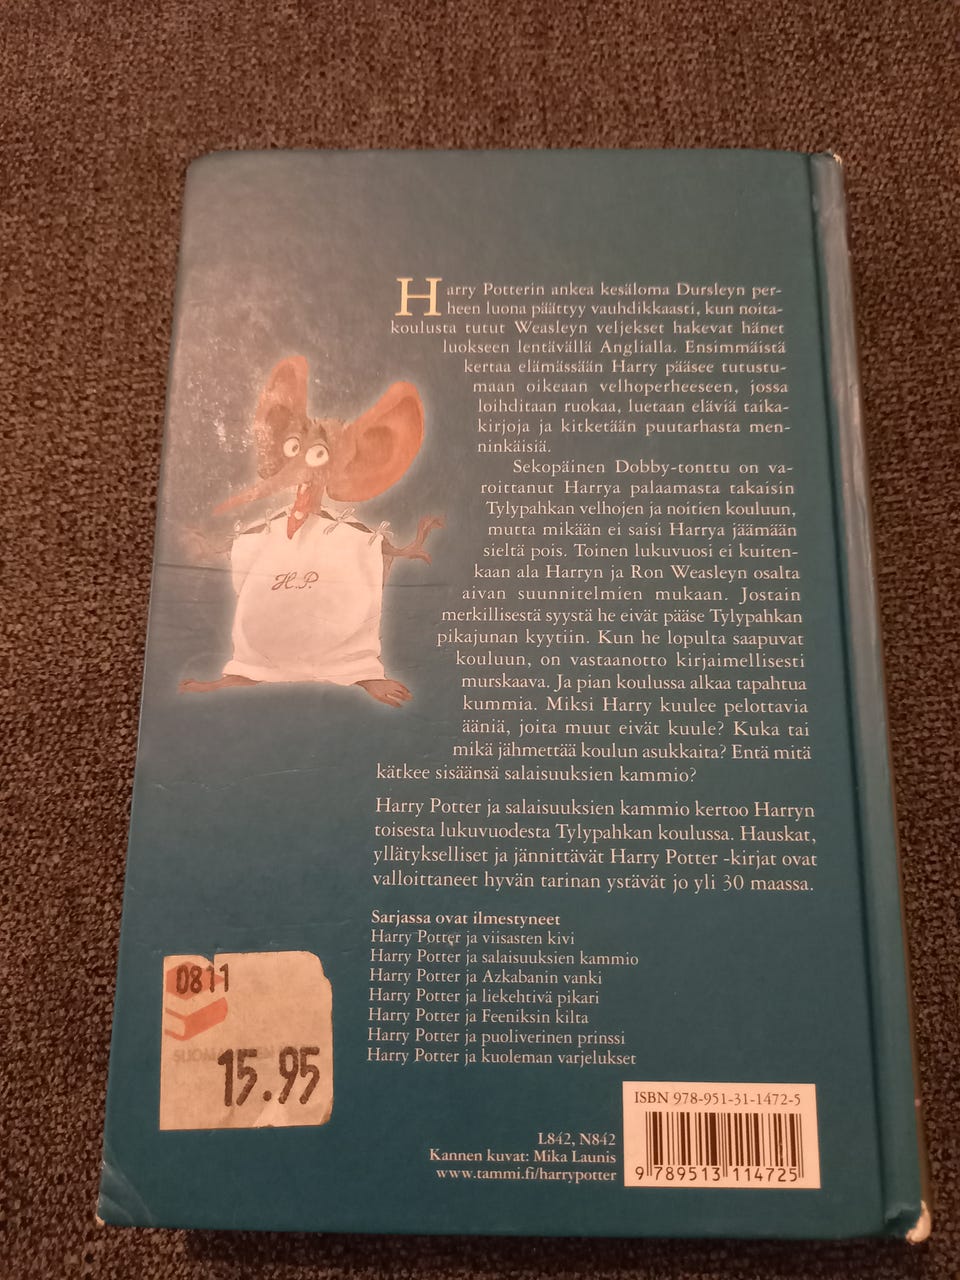 Harry Potterin ankea kesäloma Dursleyn per-
heen luona päättyy vauhdikkaasti, kun noita-
koulusta tutut Weasleyn veljekset hakevat hänet
luokseen lentävällä Anglialla. Ensimmäistä
kertaa elämässään Harry pääsee tutustu-
maan oikeaan velhoperheeseen, jossa
loihditaan ruokaa, luetaan eläviä taika-
kirjoja ja kitketään puutarhasta men-
ninkäisiä.
Sekopäinen Dobby-tonttu on va-
roittanut Harrya palaamasta takaisin
Tylypahkan velhojen ja noitien kouluun,
mutta mikään ei saisi Harrya jäämään
sieltä pois. Toinen lukuvuosi ei kuiten-
kaan ala Harryn ja Ron Weasleyn osalta
aivan suunnitelmien mukaan. Jostain
merkillisestä syystä he eivät pääse Tylypahkan
pikajunan kyytiin. Kun he lopulta saapuvat
kouluun, on vastaanotto kirjaimellisesti
murskaava. Ja pian koulussa alkaa tapahtua
kummia. Miksi Harry kuulee pelottavia
ääniä, joita muut eivät kuule? Kuka tai
mikä jähmettää koulun asukkaita? Entä mitä
kätkee sisäänsä salaisuuksien kammio?
H.P.
Harry Potter ja salaisuuksien kammio kertoo Harryn
toisesta lukuvuodesta Tylypahkan koulussa. Hauskat,
yllätykselliset ja jännittävät Harry Potter -kirjat ovat
valloittaneet hyvän tarinan ystävät jo yli 30 maassa.
Sarjassa ovat ilmestyneet
Harry Potter ja viisasten kivi
Harry Potter ja salaisuuksien kammio
Harry Potter ja Azkabanin vanki
Harry Potter ja liekehtivä pikari
Harry Potter ja Feeniksin kilta
Harry Potter ja puoliverinen prinssi
Harry Potter ja kuoleman varjelukset
0811
15.95
ISBN 978-951-31-1472-5
9 789513 114725
L842, N842
Kannen kuvat: Mika Launis
www.tammi.fi/harrypotter